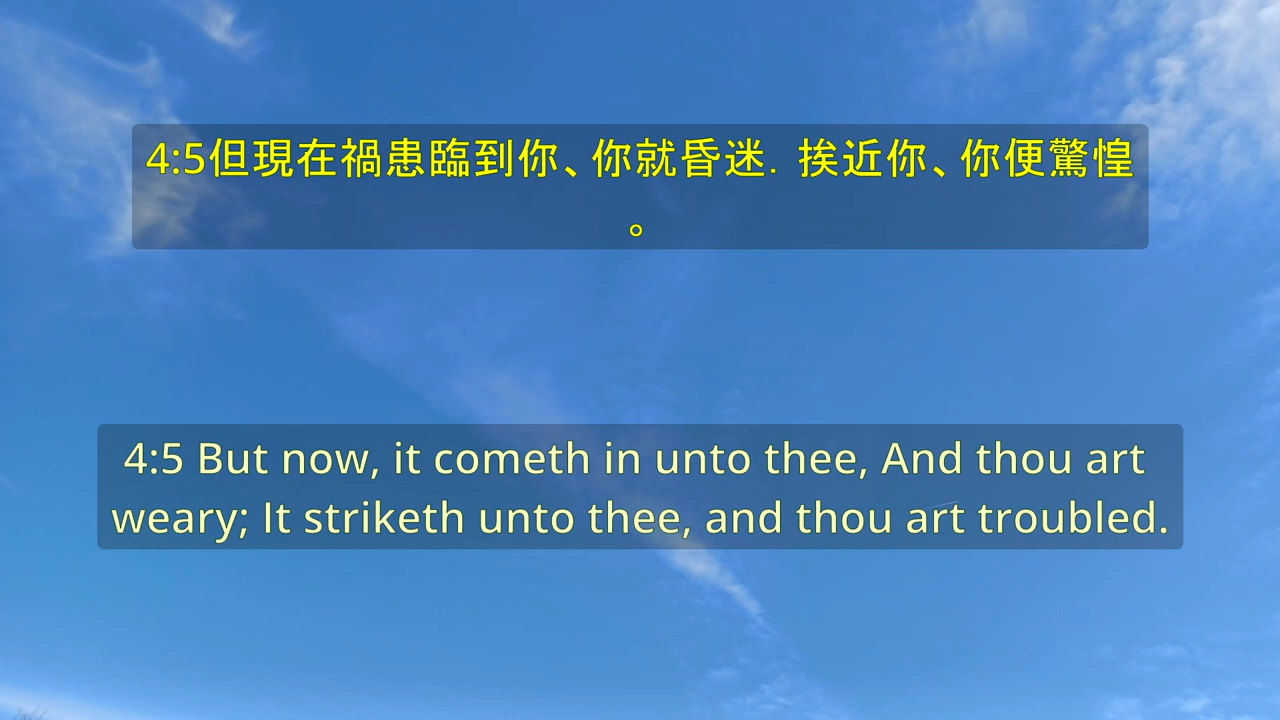 4:5但現在禍患臨到你、你就昏迷．挨近你、你便驚惶
。
4:5 But now, it cometh in unto thee, And thou art
weary; It striketh unto thee, and thou art troubled.